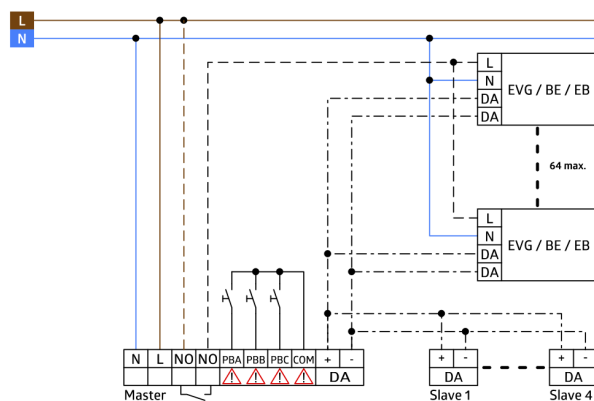 L
N
L
N
DA
DA
EVG / BE / EB
64 max.
L
N
DA
DA
EVG / BE / EB
N L NO NO PBA PBB PBC COM + -
DA
Master
+ -
DA
Slave 1
+ -
DA
Slave 4